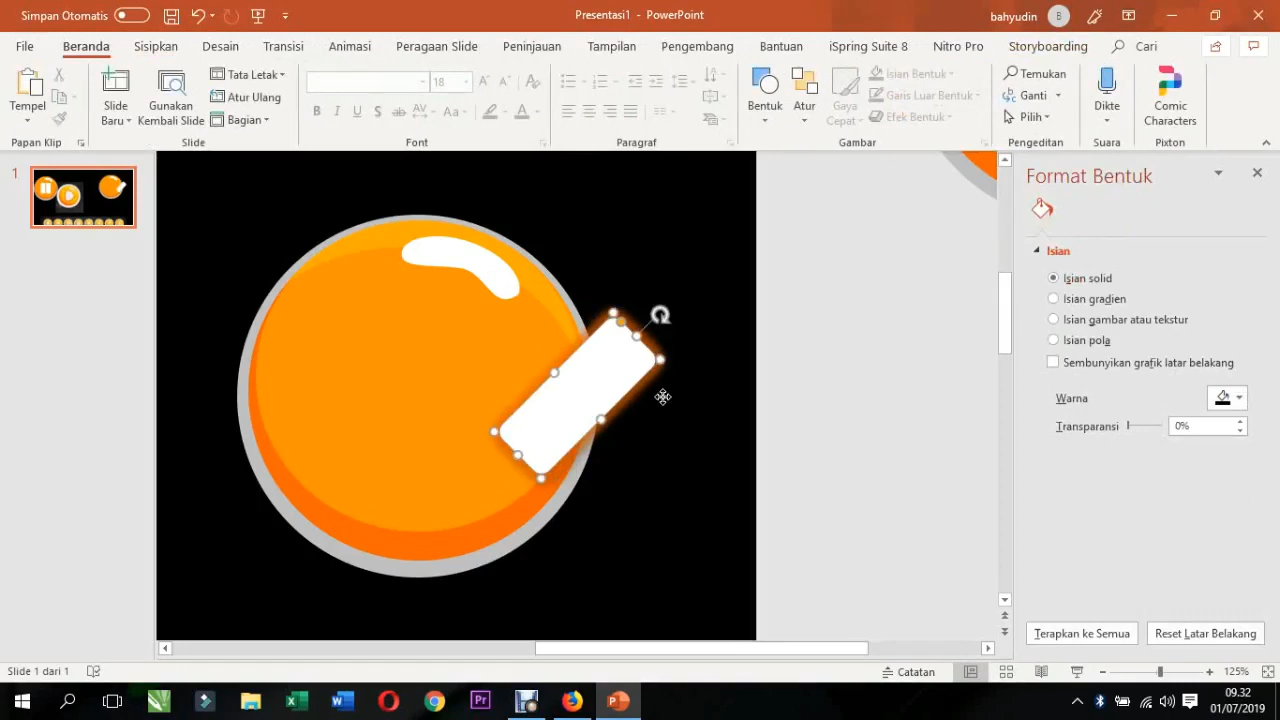 Simpan Otomatis
Presentasi1 - PowerPoint
bahyudin
B
File
Beranda
Sisipkan
Desain
Transisi
Animasi
Peragaan Slide
Peninjauan
Tampilan
Pengembang
Bantuan
iSpring Suite 8
Nitro Pro
Storyboarding
Cari
Tempel
Slide
Baru
Gunakan
Kembali Slide
Tata Letak
Atur Ulang
Bagian
18
Bentuk
Atur
Gaya
Cepat
Isian Bentuk
Garis Luar Bentuk
Efek Bentuk
Temukan
Ganti
Pilih
Dikte
Comic
Characters
Papan Klip
Slide
Font
Paragraf
Gambar
Pengeditan
Suara
Pixton
1
Format Bentuk
Isian
Isian solid
Isian gradien
Isian gambar atau tekstur
Isian pola
Sembunyikan grafik latar belakang
Warna
Transparansi
0%
Terapkan ke Semua
Reset Latar Belakang
Slide 1 dari 1
Catatan
125%
09.32
01/07/2019